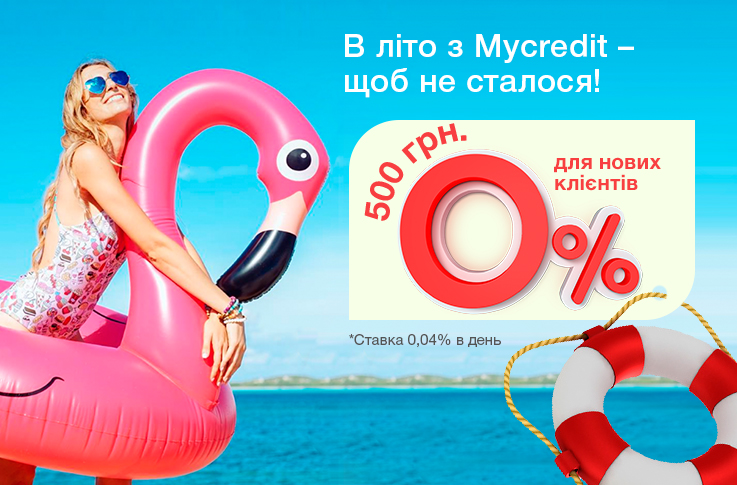 В літо з Mycredit –
щоб не сталося!
500 грн.
0%
для нових
клієнтів
*Ставка 0,04% в день